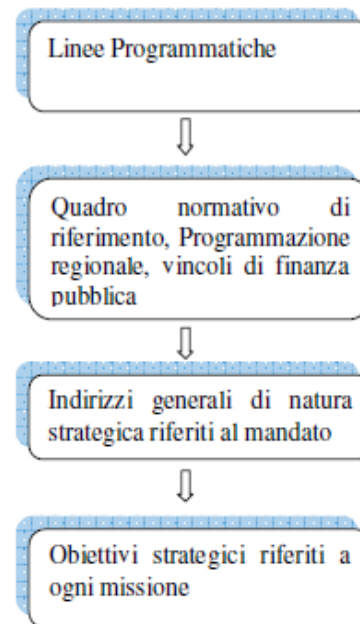 Linee Programmatiche
Quadro normativo di
riferimento, Programmazione
regionale, vincoli di finanza
pubblica
Indirizzi generali di natura
strategica riferiti al mandato
Obiettivi strategici riferiti a
ogni missione